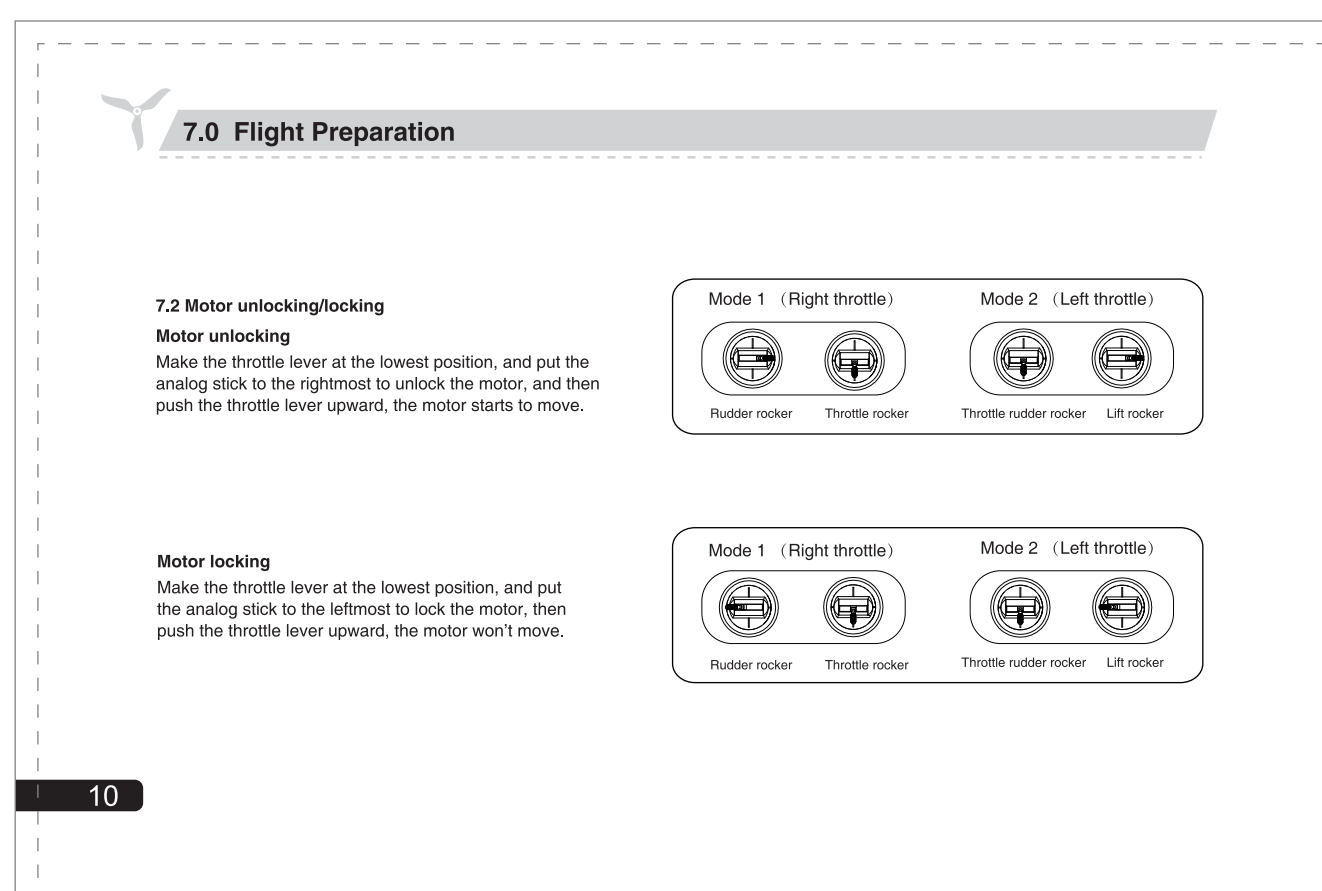 7.0 Flight Preparation
7.2 Motor unlocking/locking
Motor unlocking
Make the throttle lever at the lowest position, and put the
analog stick to the rightmost to unlock the motor, and then
push the throttle lever upward, the motor starts to move.
Mode 1 （Right throttle） Mode 2 （Left throttle）
Rudder rocker Throttle rocker Throttle rudder rocker Lift rocker
Motor locking
Make the throttle lever at the lowest position, and put
the analog stick to the leftmost to lock the motor, then
push the throttle lever upward, the motor won't move.
Mode 1 （Right throttle） Mode 2 （Left throttle）
Rudder rocker Throttle rocker Throttle rudder rocker Lift rocker
10